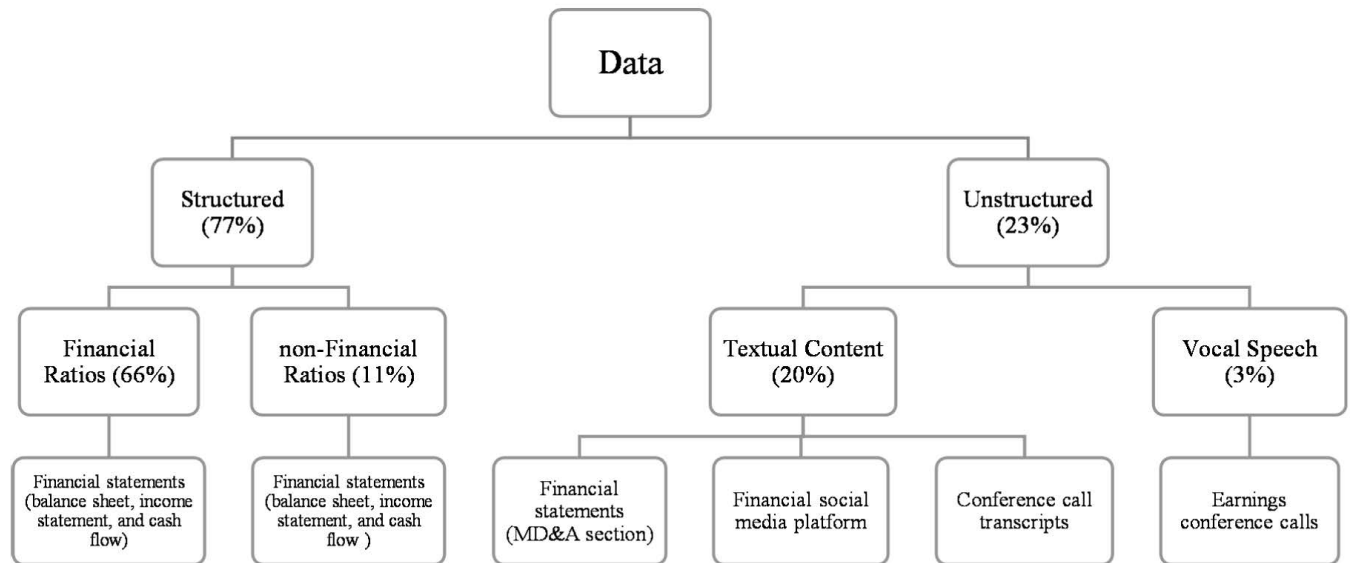 Data
Structured
(77%)
Unstructured
(23%)
Financial
Ratios (66%)
non-Financial
Ratios (11%)
Textual Content
(20%)
Vocal Speech
(3%)
Financial statements
(balance sheet, income
statement, and cash
flow)
Financial statements
(balance sheet, income
statement, and cash
flow )
Financial
statements
(MD&A section)
Financial social
media platform
Conference call
transcripts
Earnings
conference calls